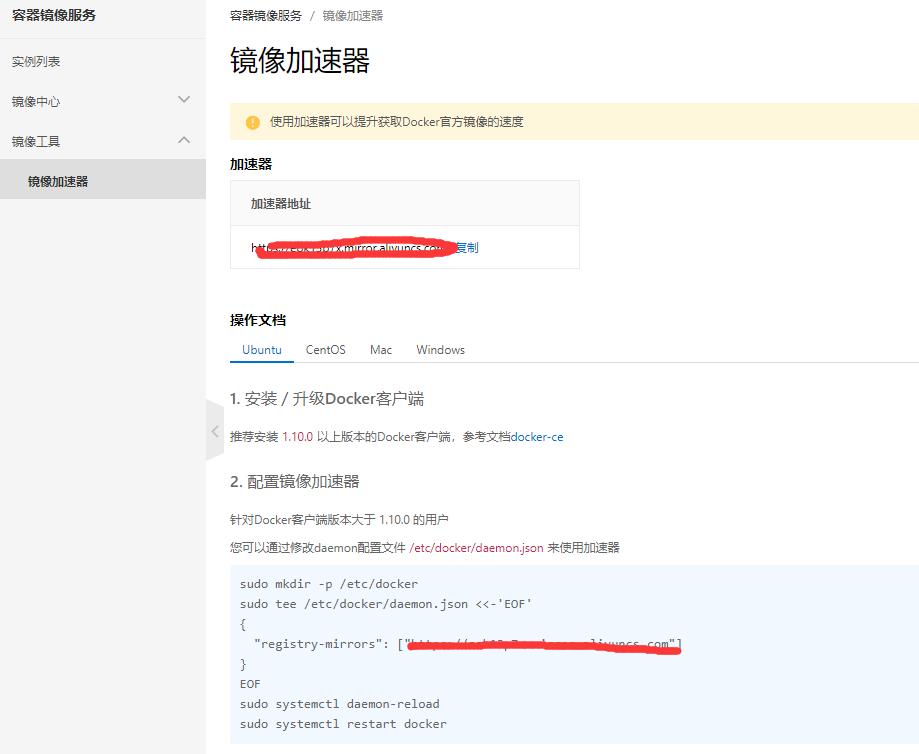 容器镜像服务
实例列表
镜像中心
镜像工具
镜像加速器
容器镜像服务 / 镜像加速器
镜像加速器
使用加速器可以提升获取Docker官方镜像的速度
加速器
加速器地址
复制
操作文档
Ubuntu CentOS Mac Windows
1. 安装 / 升级Docker客户端
推荐安装 1.10.0 以上版本的Docker客户端，参考文档docker-ce
2. 配置镜像加速器
针对Docker客户端版本大于 1.10.0 的用户
您可以通过修改daemon配置文件 /etc/docker/daemon.json 来使用加速器
sudo mkdir -p /etc/docker
sudo tee /etc/docker/daemon.json <<-'EOF'
{
"registry-mirrors": ["
}
EOF
sudo systemctl daemon-reload
sudo systemctl restart docker